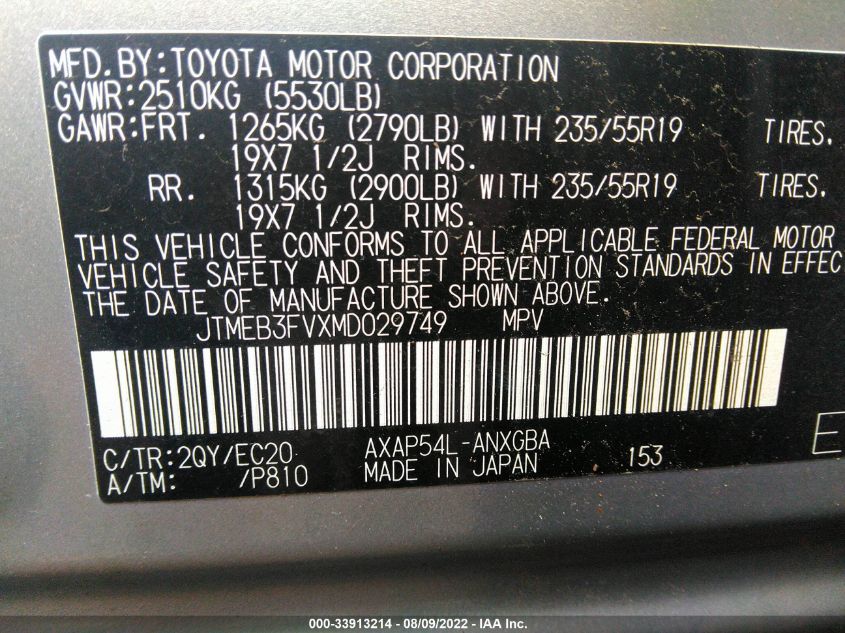 MFD.BY:TOYOTA MOTOR CORPORATION
GVWR:2510KG (5530LB)
GAWR:FRT. 1265KG (2790LB) WITH 235/55R19 TIRES.
19X7 1/2J RIMS.
RR. 1315KG (2900LB) WITH 235/55R19 TIRES.
19X7 1/2J RIMS.
THIS VEHICLE CONFORMS TO ALL APPLICABLE FEDERAL MOTOR
VEHICLE SAFETY AND THEFT PREVENTION STANDARDS IN EFFEC
THE DATE OF MANUFACTURE SHOWN ABOVE.
JTMEB3FVXMD029749 MPV
C/TR:2QY/EC20 AXAP54L-ANXGBA E
A/TM: /P810 MADE IN JAPAN 153
000-33913214 - 08/09/2022 - IAA Inc.